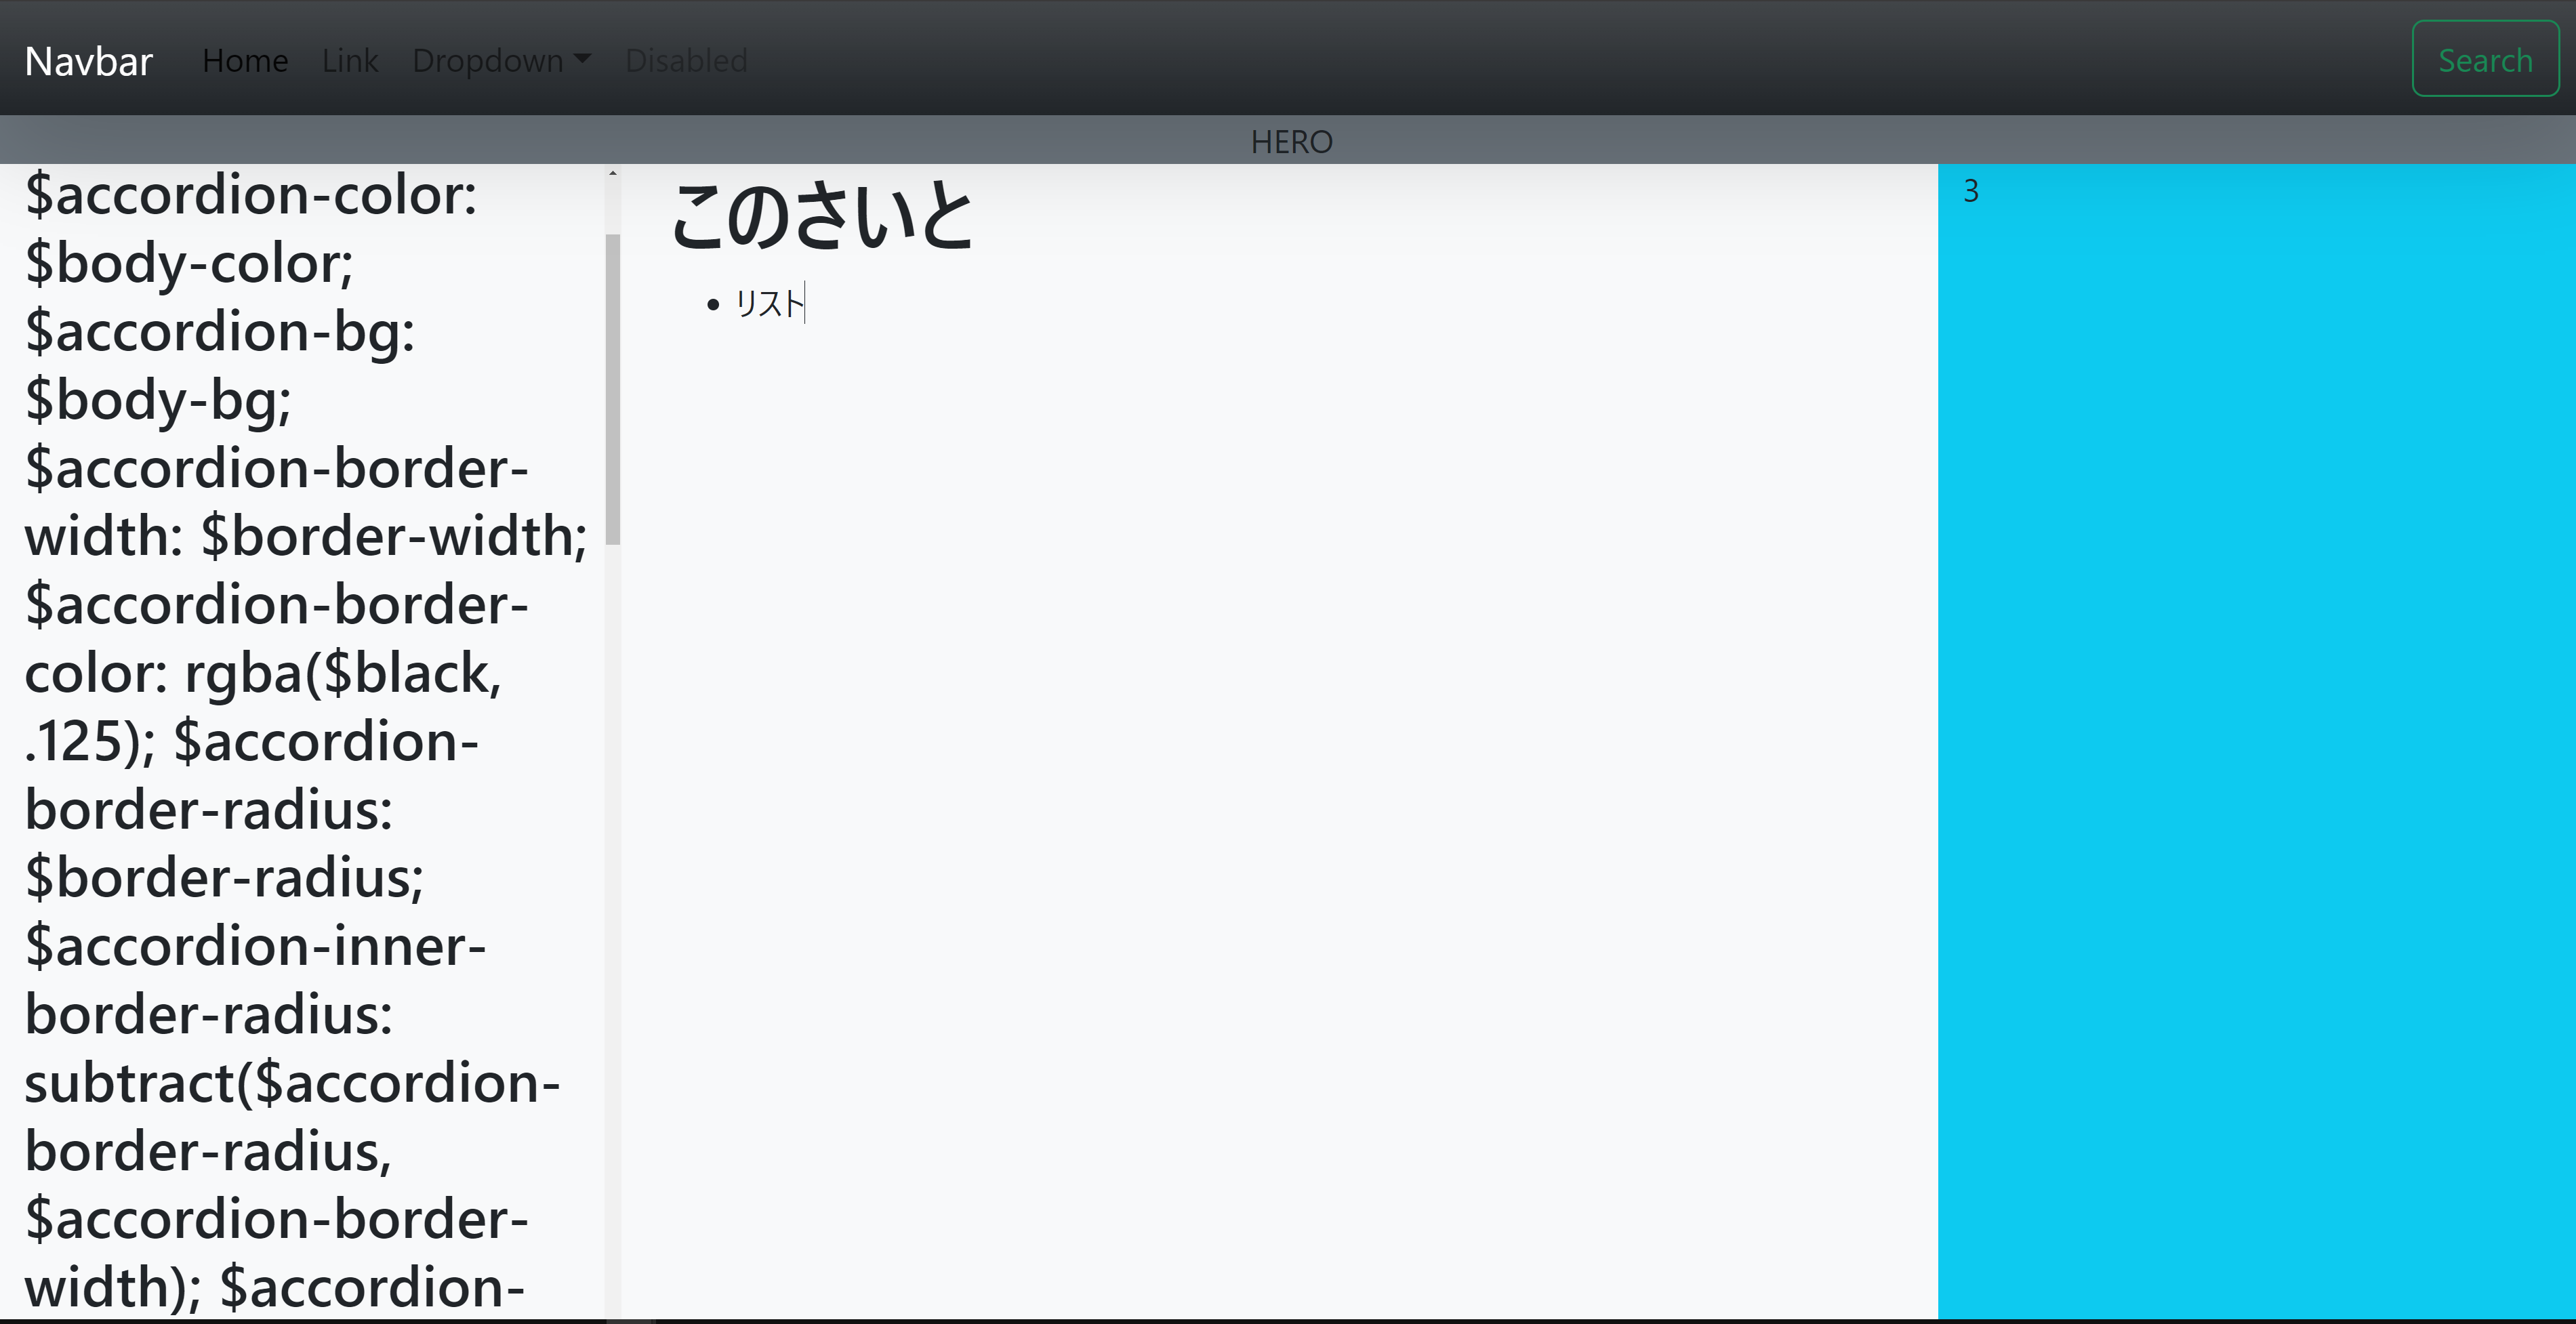 Navbar Home Link Dropdown Disabled Search
HERO
$accordion-color:
$body-color;
$accordion-bg:
$body-bg;
$accordion-border-
width: $border-width;
$accordion-border-
color: rgba($black,
.125); $accordion-
border-radius:
$border-radius;
$accordion-inner-
border-radius:
subtract($accordion-
border-radius,
$accordion-border-
width); $accordion-
このさいと
リスト
3